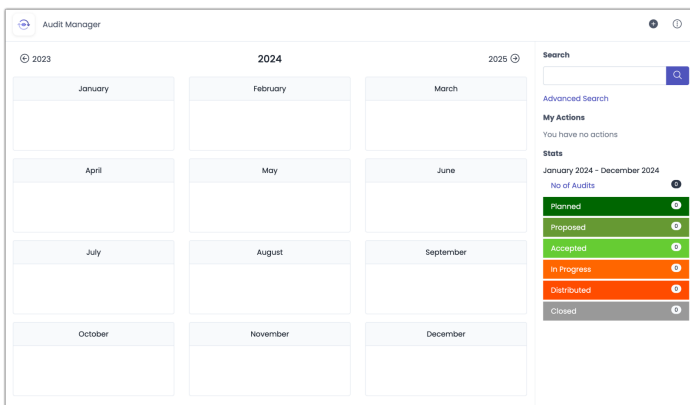 Audit Manager
2023
2024
2025
January
February
March
April
May
June
July
August
September
October
November
December
Search
Advanced Search
My Actions
You have no actions
Stats
January 2024 - December 2024
No of Audits 0
Planned 0
Proposed 0
Accepted 0
In Progress 0
Distributed 0
Closed 0